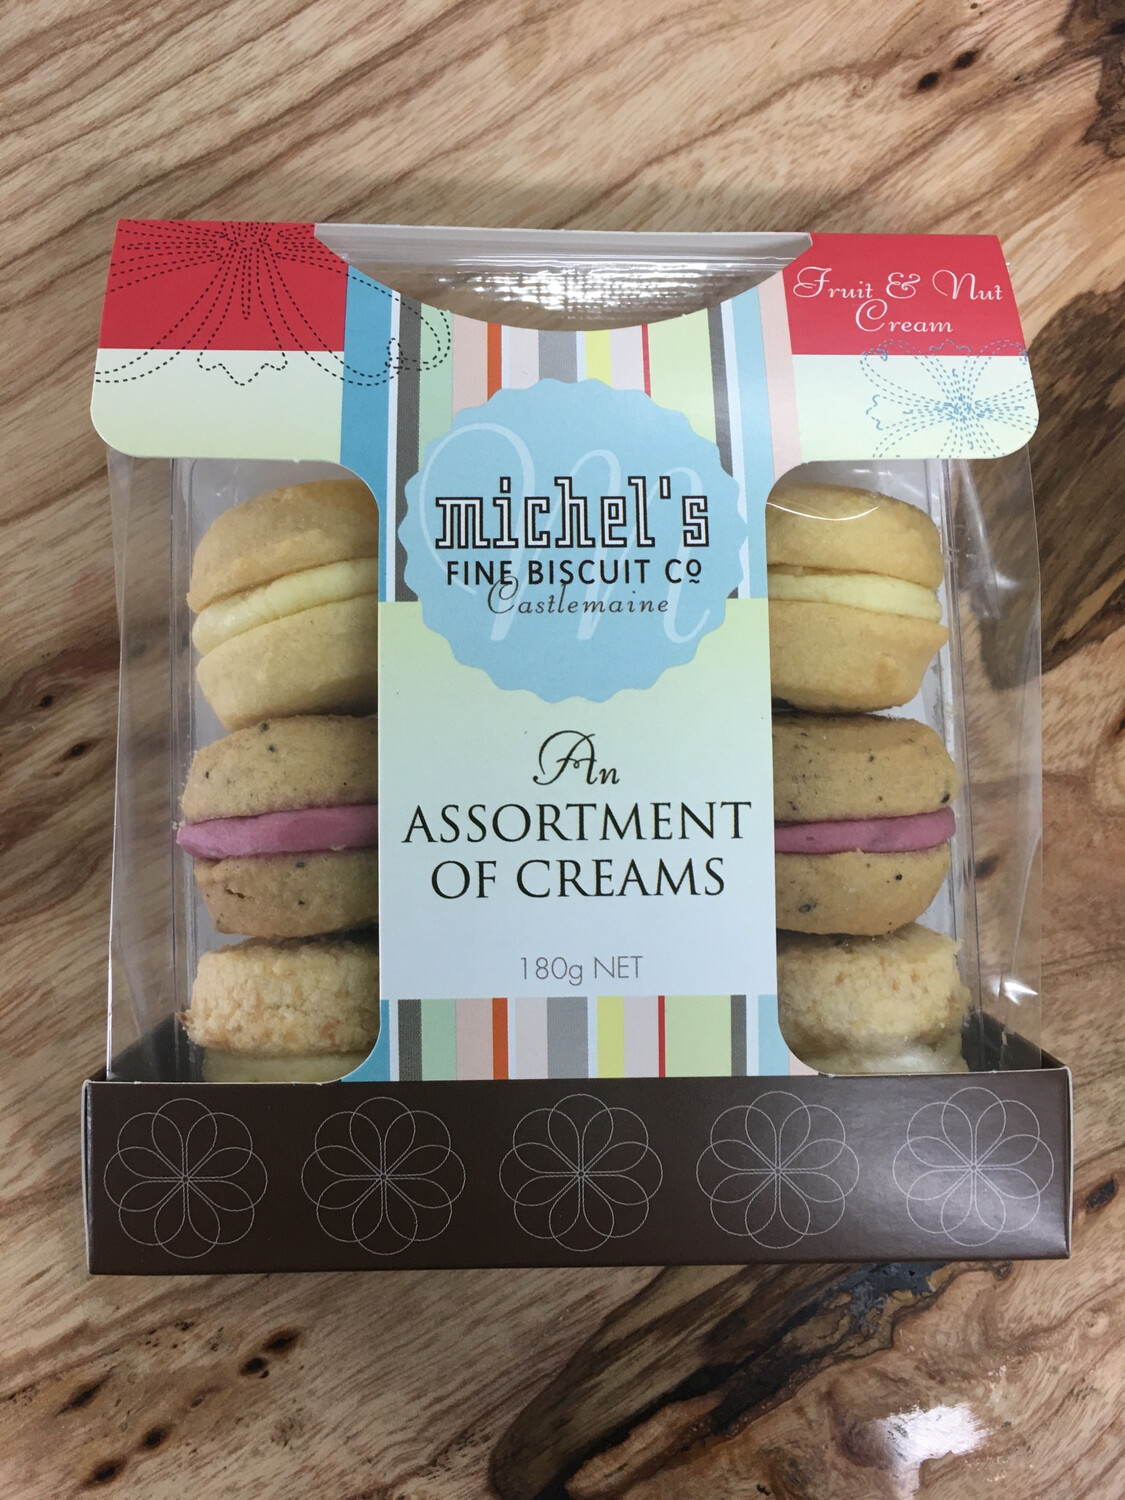 Fruit & Nut
Cream
michel's
FINE BISCUIT Cº
Castlemaine
An
ASSORTMENT
OF CREAMS
180g NET